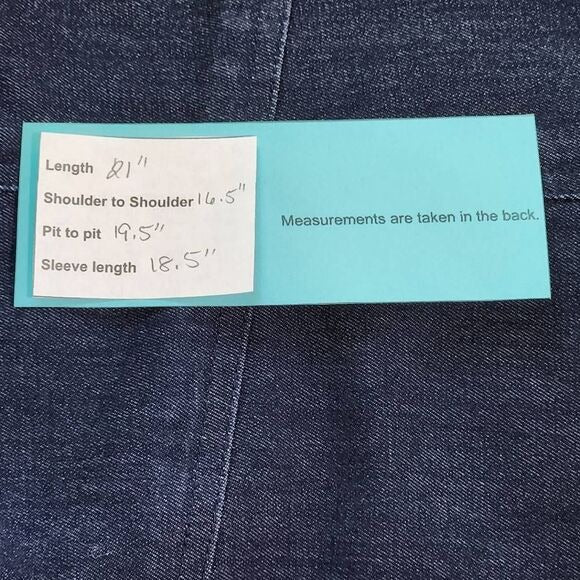 Length 21"
Shoulder to Shoulder 16.5"
Pit to pit 19.5"
Sleeve length 18.5"
Measurements are taken in the back.